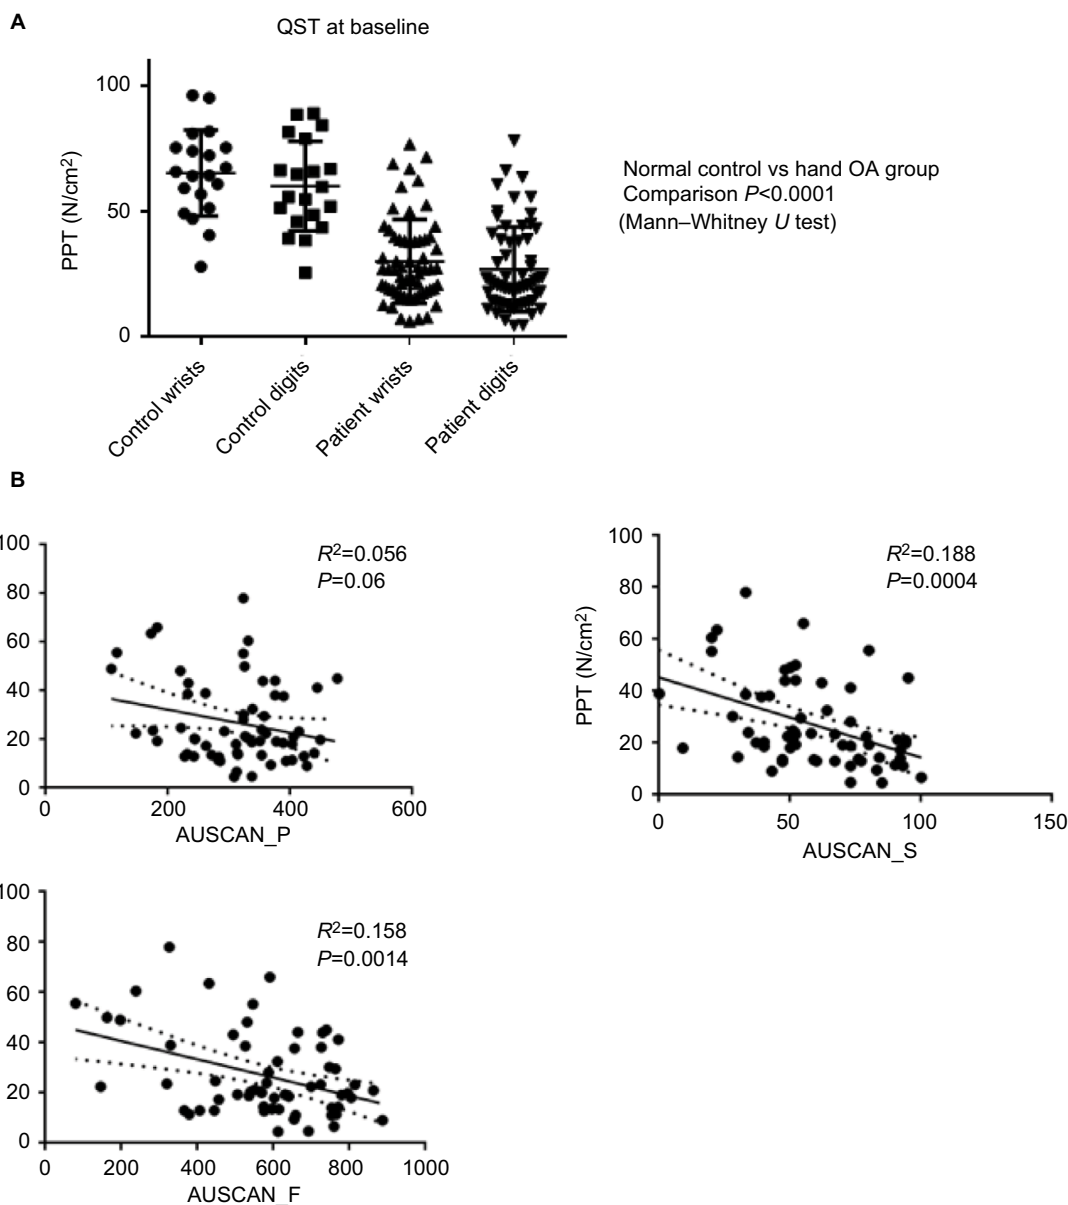 A
QST at baseline
PPT (N/cm²)
100
50
0
Control wrists
Control digits
Patient wrists
Patient digits
Normal control vs hand OA group
Comparison P<0.0001
(Mann–Whitney U test)
B
100
80
60
40
20
0
0 200 400 600
AUSCAN_P
R²=0.056
P=0.06
PPT (N/cm²)
100
80
60
40
20
0
0 50 100 150
AUSCAN_S
R²=0.188
P=0.0004
100
80
60
40
20
0
0 200 400 600 800 1000
AUSCAN_F
R²=0.158
P=0.0014